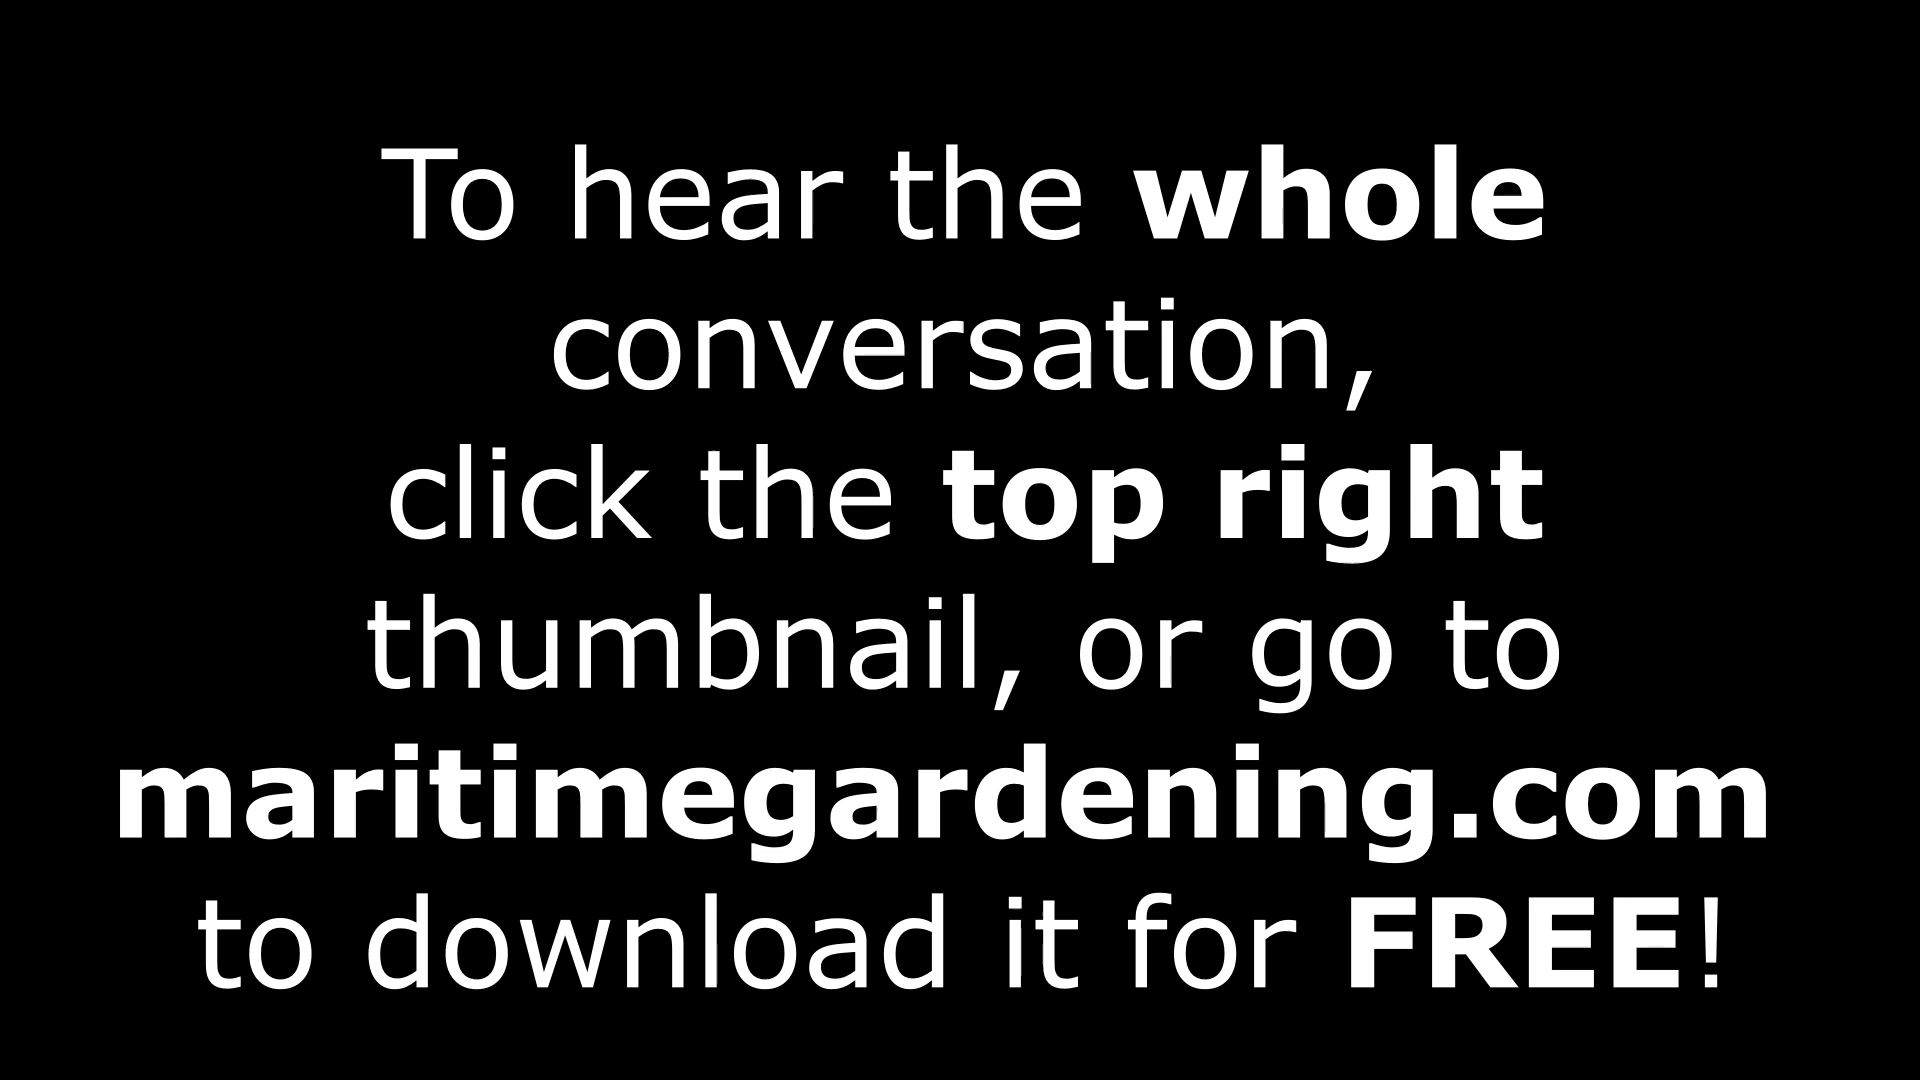 To hear the whole
conversation,
click the top right
thumbnail, or go to
maritimegardening.com
to download it for FREE!